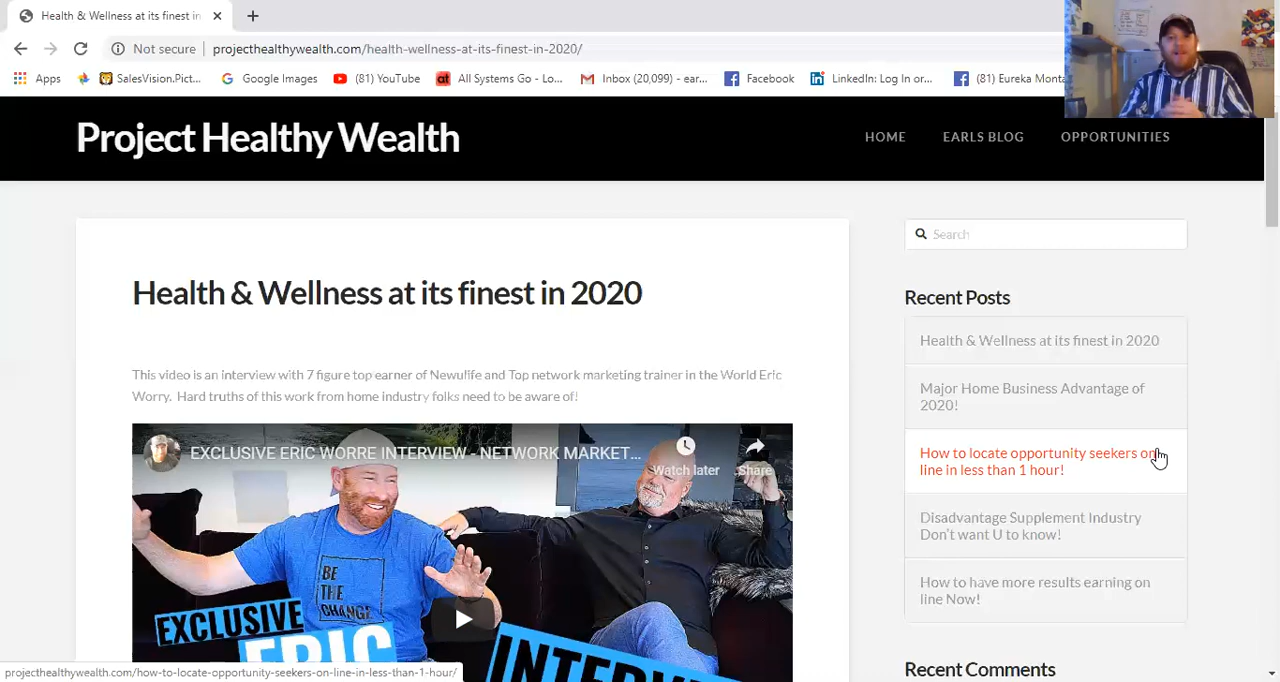 Health & Wellness at its finest in
Not secure | projecthealthywealth.com/health-wellness-at-its-finest-in-2020/
Apps SalesVision.Pict... Google Images (81) YouTube All Systems Go - Lo... Inbox (20,099) - ear... Facebook LinkedIn: Log In or... (81) Eureka Monta
Project Healthy Wealth
HOME EARLS BLOG OPPORTUNITIES
Search
Health & Wellness at its finest in 2020
This video is an interview with 7 figure top earner of Newulife and Top network marketing trainer in the World Eric
Worry. Hard truths of this work from home industry folks need to be aware of!
EXCLUSIVE ERIC WORRE INTERVIEW - NETWORK MARKET...
Watch later Share
BE
THE
CHANGE
EXCLUSIVE
ERIC
INTERVIEW
Recent Posts
Health & Wellness at its finest in 2020
Major Home Business Advantage of
2020!
How to locate opportunity seekers on
line in less than 1 hour!
Disadvantage Supplement Industry
Don't want U to know!
How to have more results earning on
line Now!
Recent Comments
projecthealthywealth.com/how-to-locate-opportunity-seekers-on-line-in-less-than-1-hour/